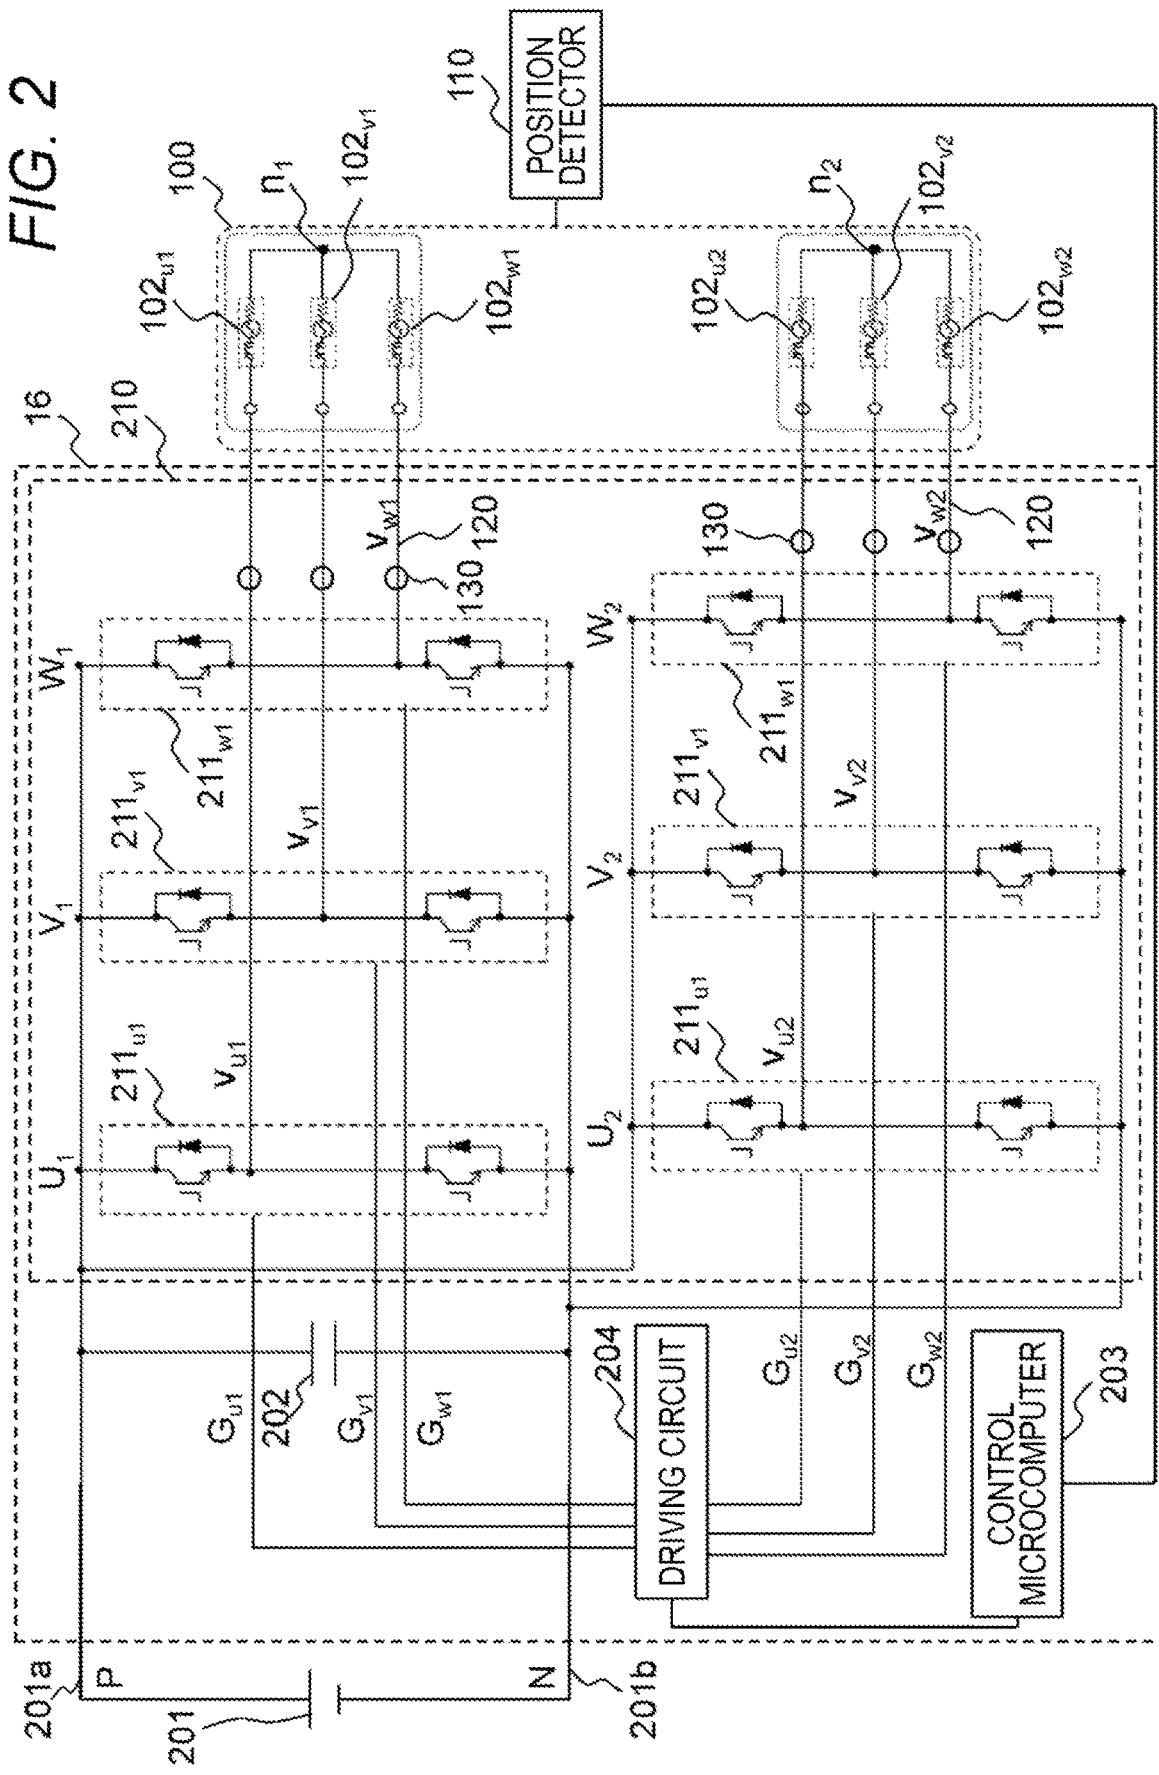 FIG. 2
16
210
100
110
POSITION
DETECTOR
n1
102u1
102v1
102w1
n2
102u2
102v2
102w2
W1
211w1
vw1
120
130
V1
211v1
vv1
U1
211u1
vu1
W2
211w1
vw2
120
130
V2
211v1
vv2
U2
211u1
vu2
Gu1
202
Gv1
Gw1
204
DRIVING CIRCUIT
Gu2
Gv2
Gw2
CONTROL
MICROCOMPUTER
203
201a
P
201
N
201b